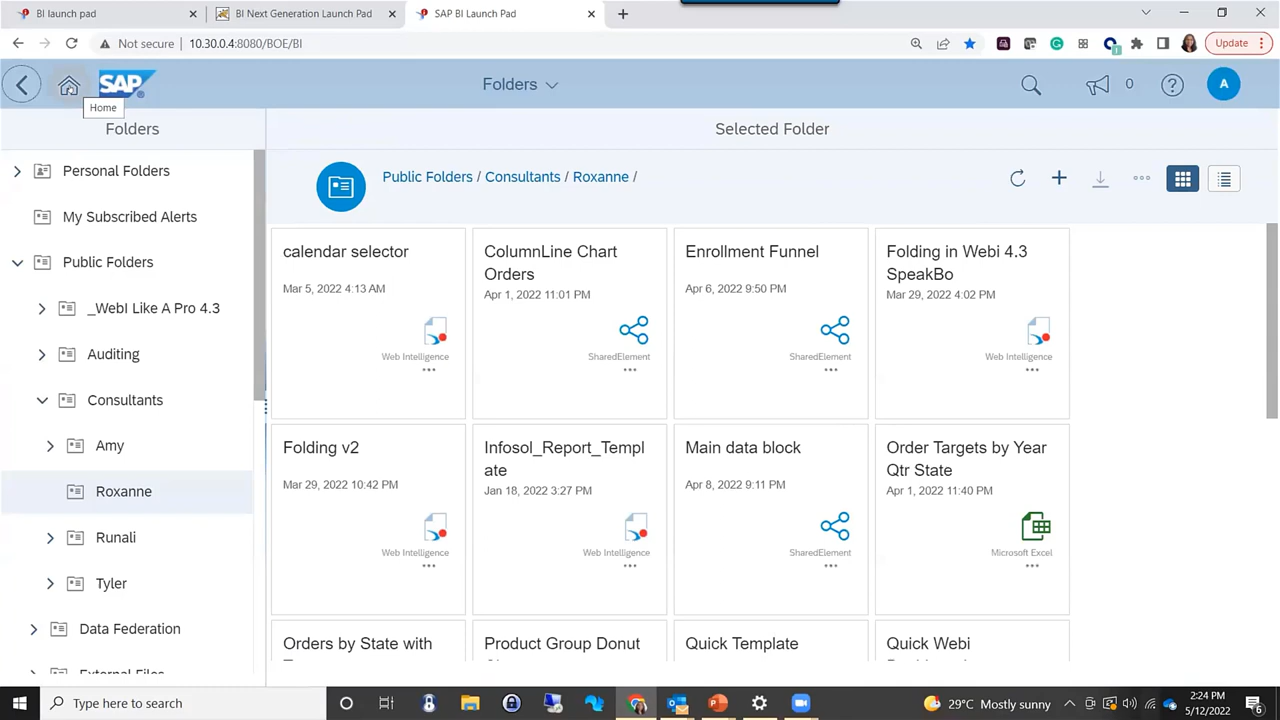 BI launch pad
BI Next Generation Launch Pad
SAP BI Launch Pad
Not secure
10.30.0.4:8080/BOE/BI
Update
SAP
Folders
0
A
Home
Folders
Selected Folder
Personal Folders
My Subscribed Alerts
Public Folders
_WebI Like A Pro 4.3
Auditing
Consultants
Amy
Roxanne
Runali
Tyler
Data Federation
External Files
Public Folders / Consultants / Roxanne /
calendar selector
Mar 5, 2022 4:13 AM
Web Intelligence
ColumnLine Chart
Orders
Apr 1, 2022 11:01 PM
SharedElement
Enrollment Funnel
Apr 6, 2022 9:50 PM
SharedElement
Folding in Webi 4.3
SpeakBo
Mar 29, 2022 4:02 PM
Web Intelligence
Folding v2
Mar 29, 2022 10:42 PM
Web Intelligence
Infosol_Report_Templ
ate
Jan 18, 2022 3:27 PM
Web Intelligence
Main data block
Apr 8, 2022 9:11 PM
SharedElement
Order Targets by Year
Qtr State
Apr 1, 2022 11:40 PM
Microsoft Excel
Orders by State with
Product Group Donut
Quick Template
Quick Webi
Type here to search
29°C Mostly sunny
2:24 PM
5/12/2022
6